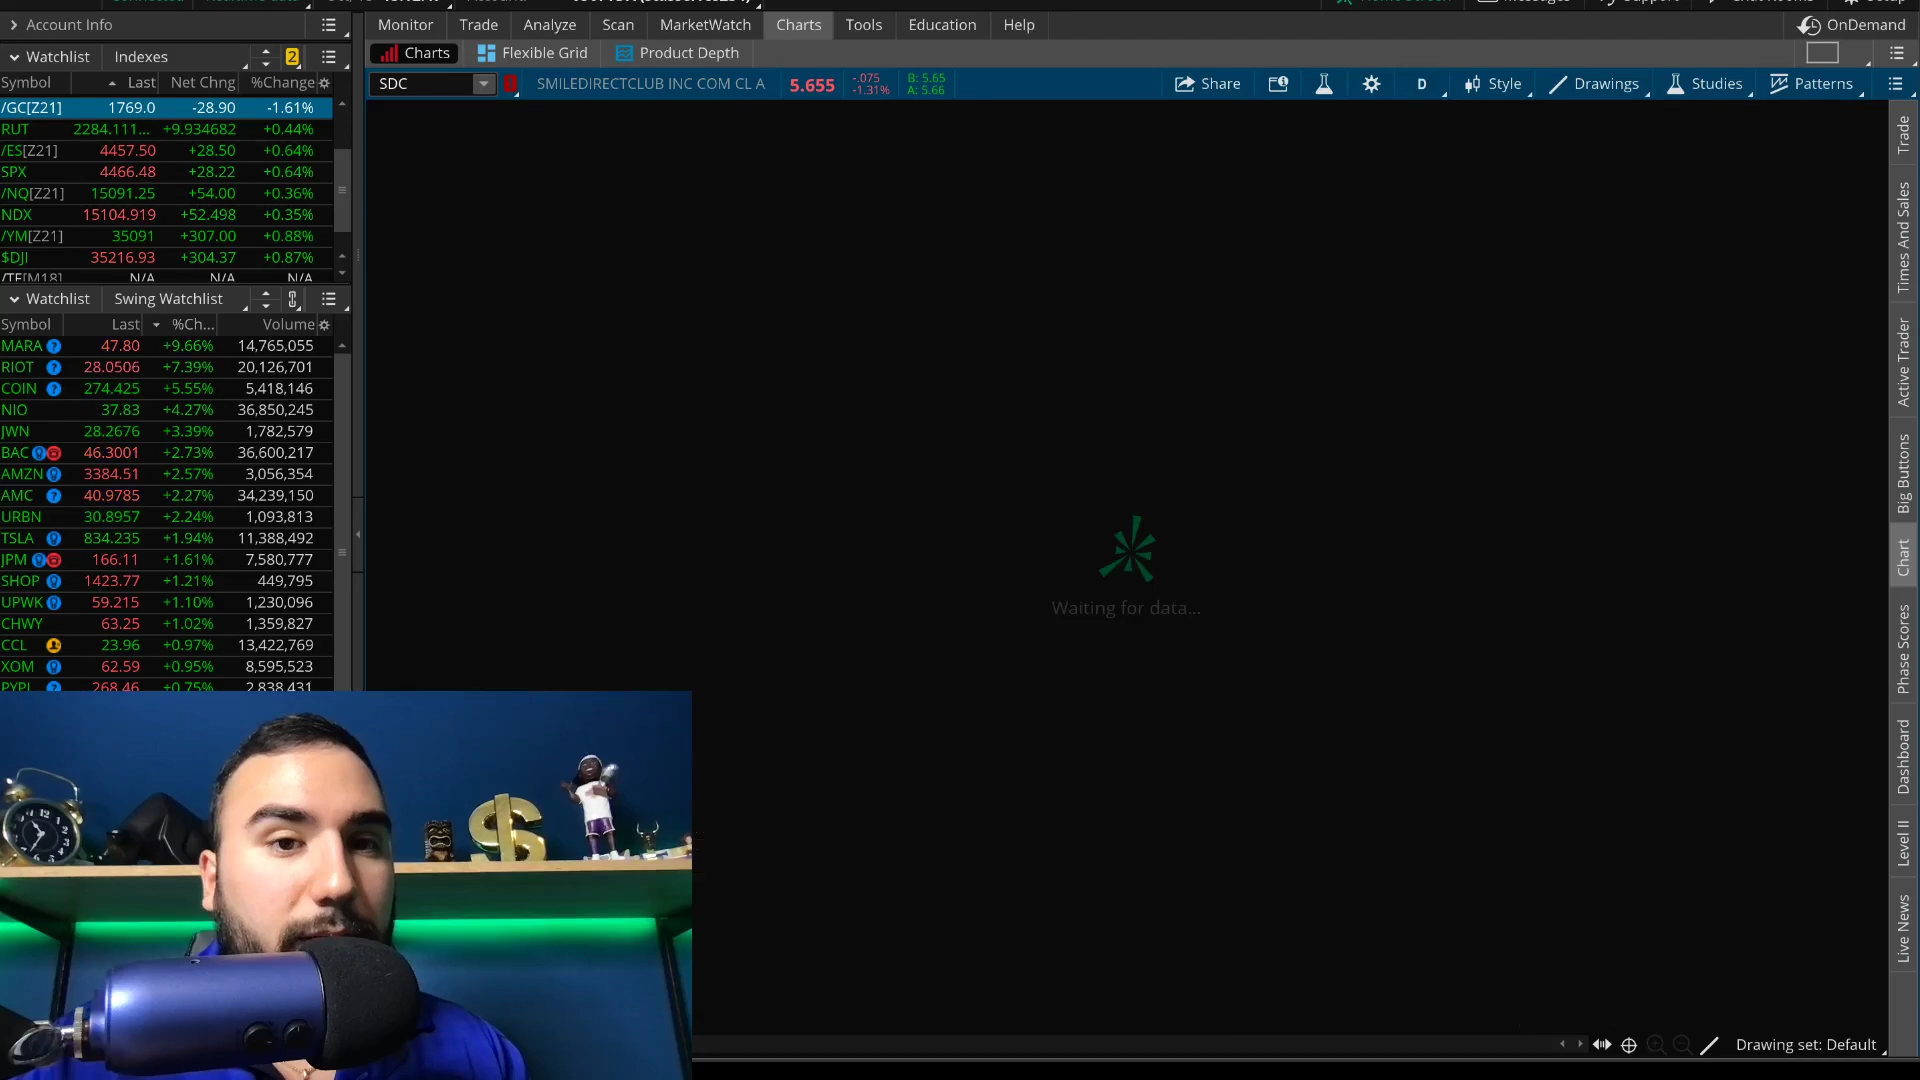 Account Info
Monitor Trade Analyze Scan MarketWatch Charts Tools Education Help OnDemand
Watchlist Indexes 2
Charts Flexible Grid Product Depth
Symbol Last Net Chng %Change
SDC SMILEDIRECTCLUB INC COM CL A 5.655 -.075 -1.31% B: 5.65 A: 5.66 Share D Style Drawings Studies Patterns
/GC[Z21] 1769.0 -28.90 -1.61%
RUT 2284.111... +9.934682 +0.44%
/ES[Z21] 4457.50 +28.50 +0.64%
SPX 4466.48 +28.22 +0.64%
/NQ[Z21] 15091.25 +54.00 +0.36%
NDX 15104.919 +52.498 +0.35%
/YM[Z21] 35091 +307.00 +0.88%
$DJI 35216.93 +304.37 +0.87%
/TF[M18] N/A N/A N/A
Watchlist Swing Watchlist
Symbol Last %Ch... Volume
MARA 47.80 +9.66% 14,765,055
RIOT 28.0506 +7.39% 20,126,701
COIN 274.425 +5.55% 5,418,146
NIO 37.83 +4.27% 36,850,245
JWN 28.2676 +3.39% 1,782,579
BAC 46.3001 +2.73% 36,600,217
AMZN 3384.51 +2.57% 3,056,354
AMC 40.9785 +2.27% 34,239,150
URBN 30.8957 +2.24% 1,093,813
TSLA 834.235 +1.94% 11,388,492
JPM 166.11 +1.61% 7,580,777
SHOP 1423.77 +1.21% 449,795
UPWK 59.215 +1.10% 1,230,096
CHWY 63.25 +1.02% 1,359,827
CCL 23.96 +0.97% 13,422,769
XOM 62.59 +0.95% 8,595,523
PYPL 268.46 +0.75% 2,838,431
Waiting for data...
Trade
Times And Sales
Active Trader
Big Buttons
Chart
Phase Scores
Dashboard
Level II
Live News
Drawing set: Default